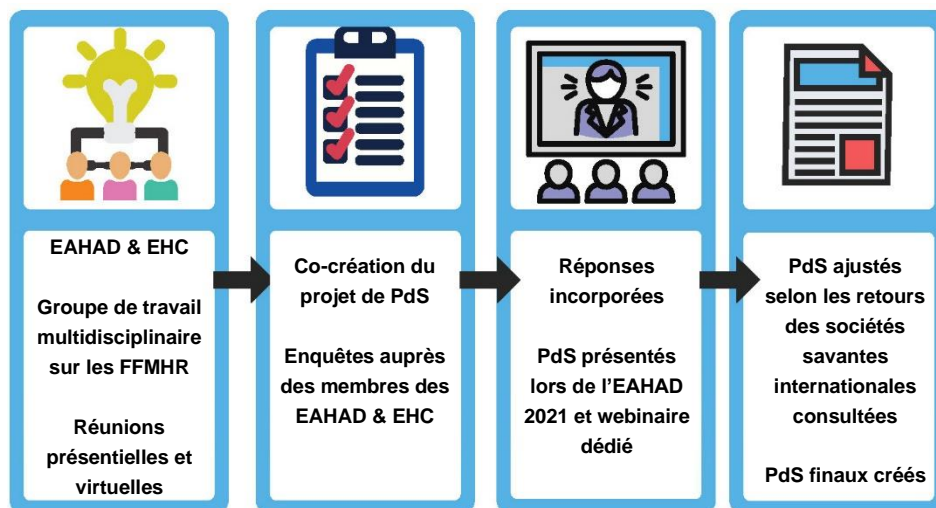 EAHAD & EHC
Groupe de travail
multidisciplinaire
sur les FFMHR
Réunions
présentielles et
virtuelles
Co-création du
projet de PdS
Enquêtes auprès
des membres des
EAHAD & EHC
Réponses
incorporées
PdS présentés
lors de l'EAHAD
2021 et webinaire
dédié
PdS ajustés
selon les retours
des sociétés
savantes
internationales
consultées
PdS finaux créés